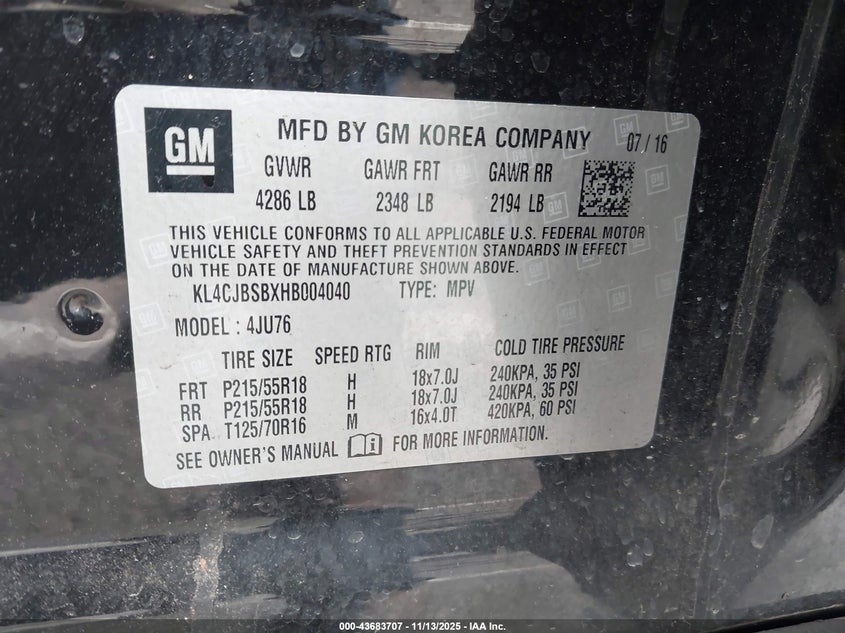 GM
MFD BY GM KOREA COMPANY 07/16
GVWR GAWR FRT GAWR RR
4286 LB 2348 LB 2194 LB
THIS VEHICLE CONFORMS TO ALL APPLICABLE U.S. FEDERAL MOTOR
VEHICLE SAFETY AND THEFT PREVENTION STANDARDS IN EFFECT
ON THE DATE OF MANUFACTURE SHOWN ABOVE.
KL4CJBSBXHB004040 TYPE: MPV
MODEL : 4JU76
TIRE SIZE SPEED RTG RIM COLD TIRE PRESSURE
FRT P215/55R18 H 18x7.0J 240KPA, 35 PSI
RR P215/55R18 H 18x7.0J 240KPA, 35 PSI
SPA T125/70R16 M 16x4.0T 420KPA, 60 PSI
SEE OWNER'S MANUAL FOR MORE INFORMATION.
000-43683707 - 11/13/2025 - IAA Inc.